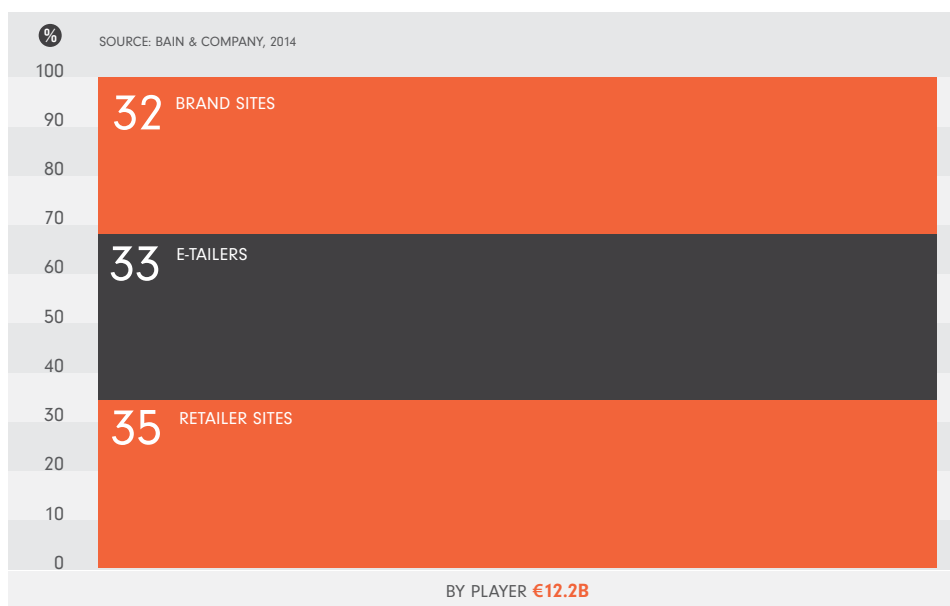 %
SOURCE: BAIN & COMPANY, 2014
100
32 BRAND SITES
90
80
70
33 E-TAILERS
60
50
40
35 RETAILER SITES
30
20
10
0
BY PLAYER €12.2B